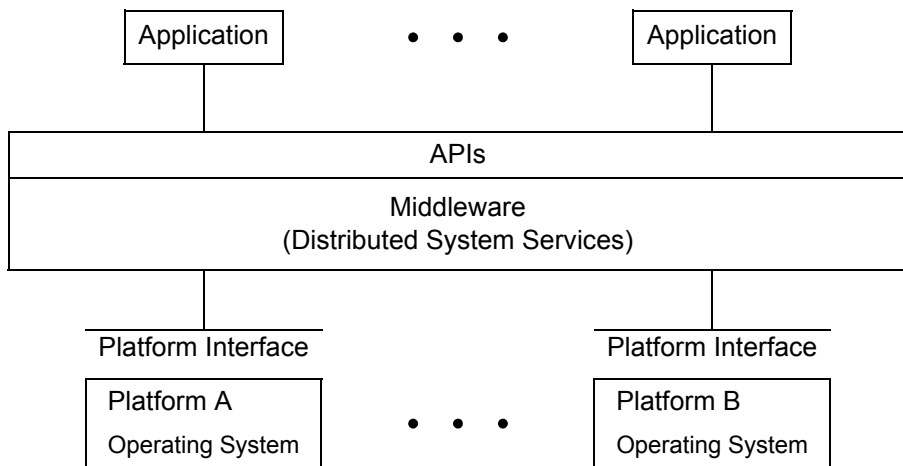 Application
Application
APIs
Middleware
(Distributed System Services)
Platform Interface
Platform Interface
Platform A
Platform B
Operating System
Operating System